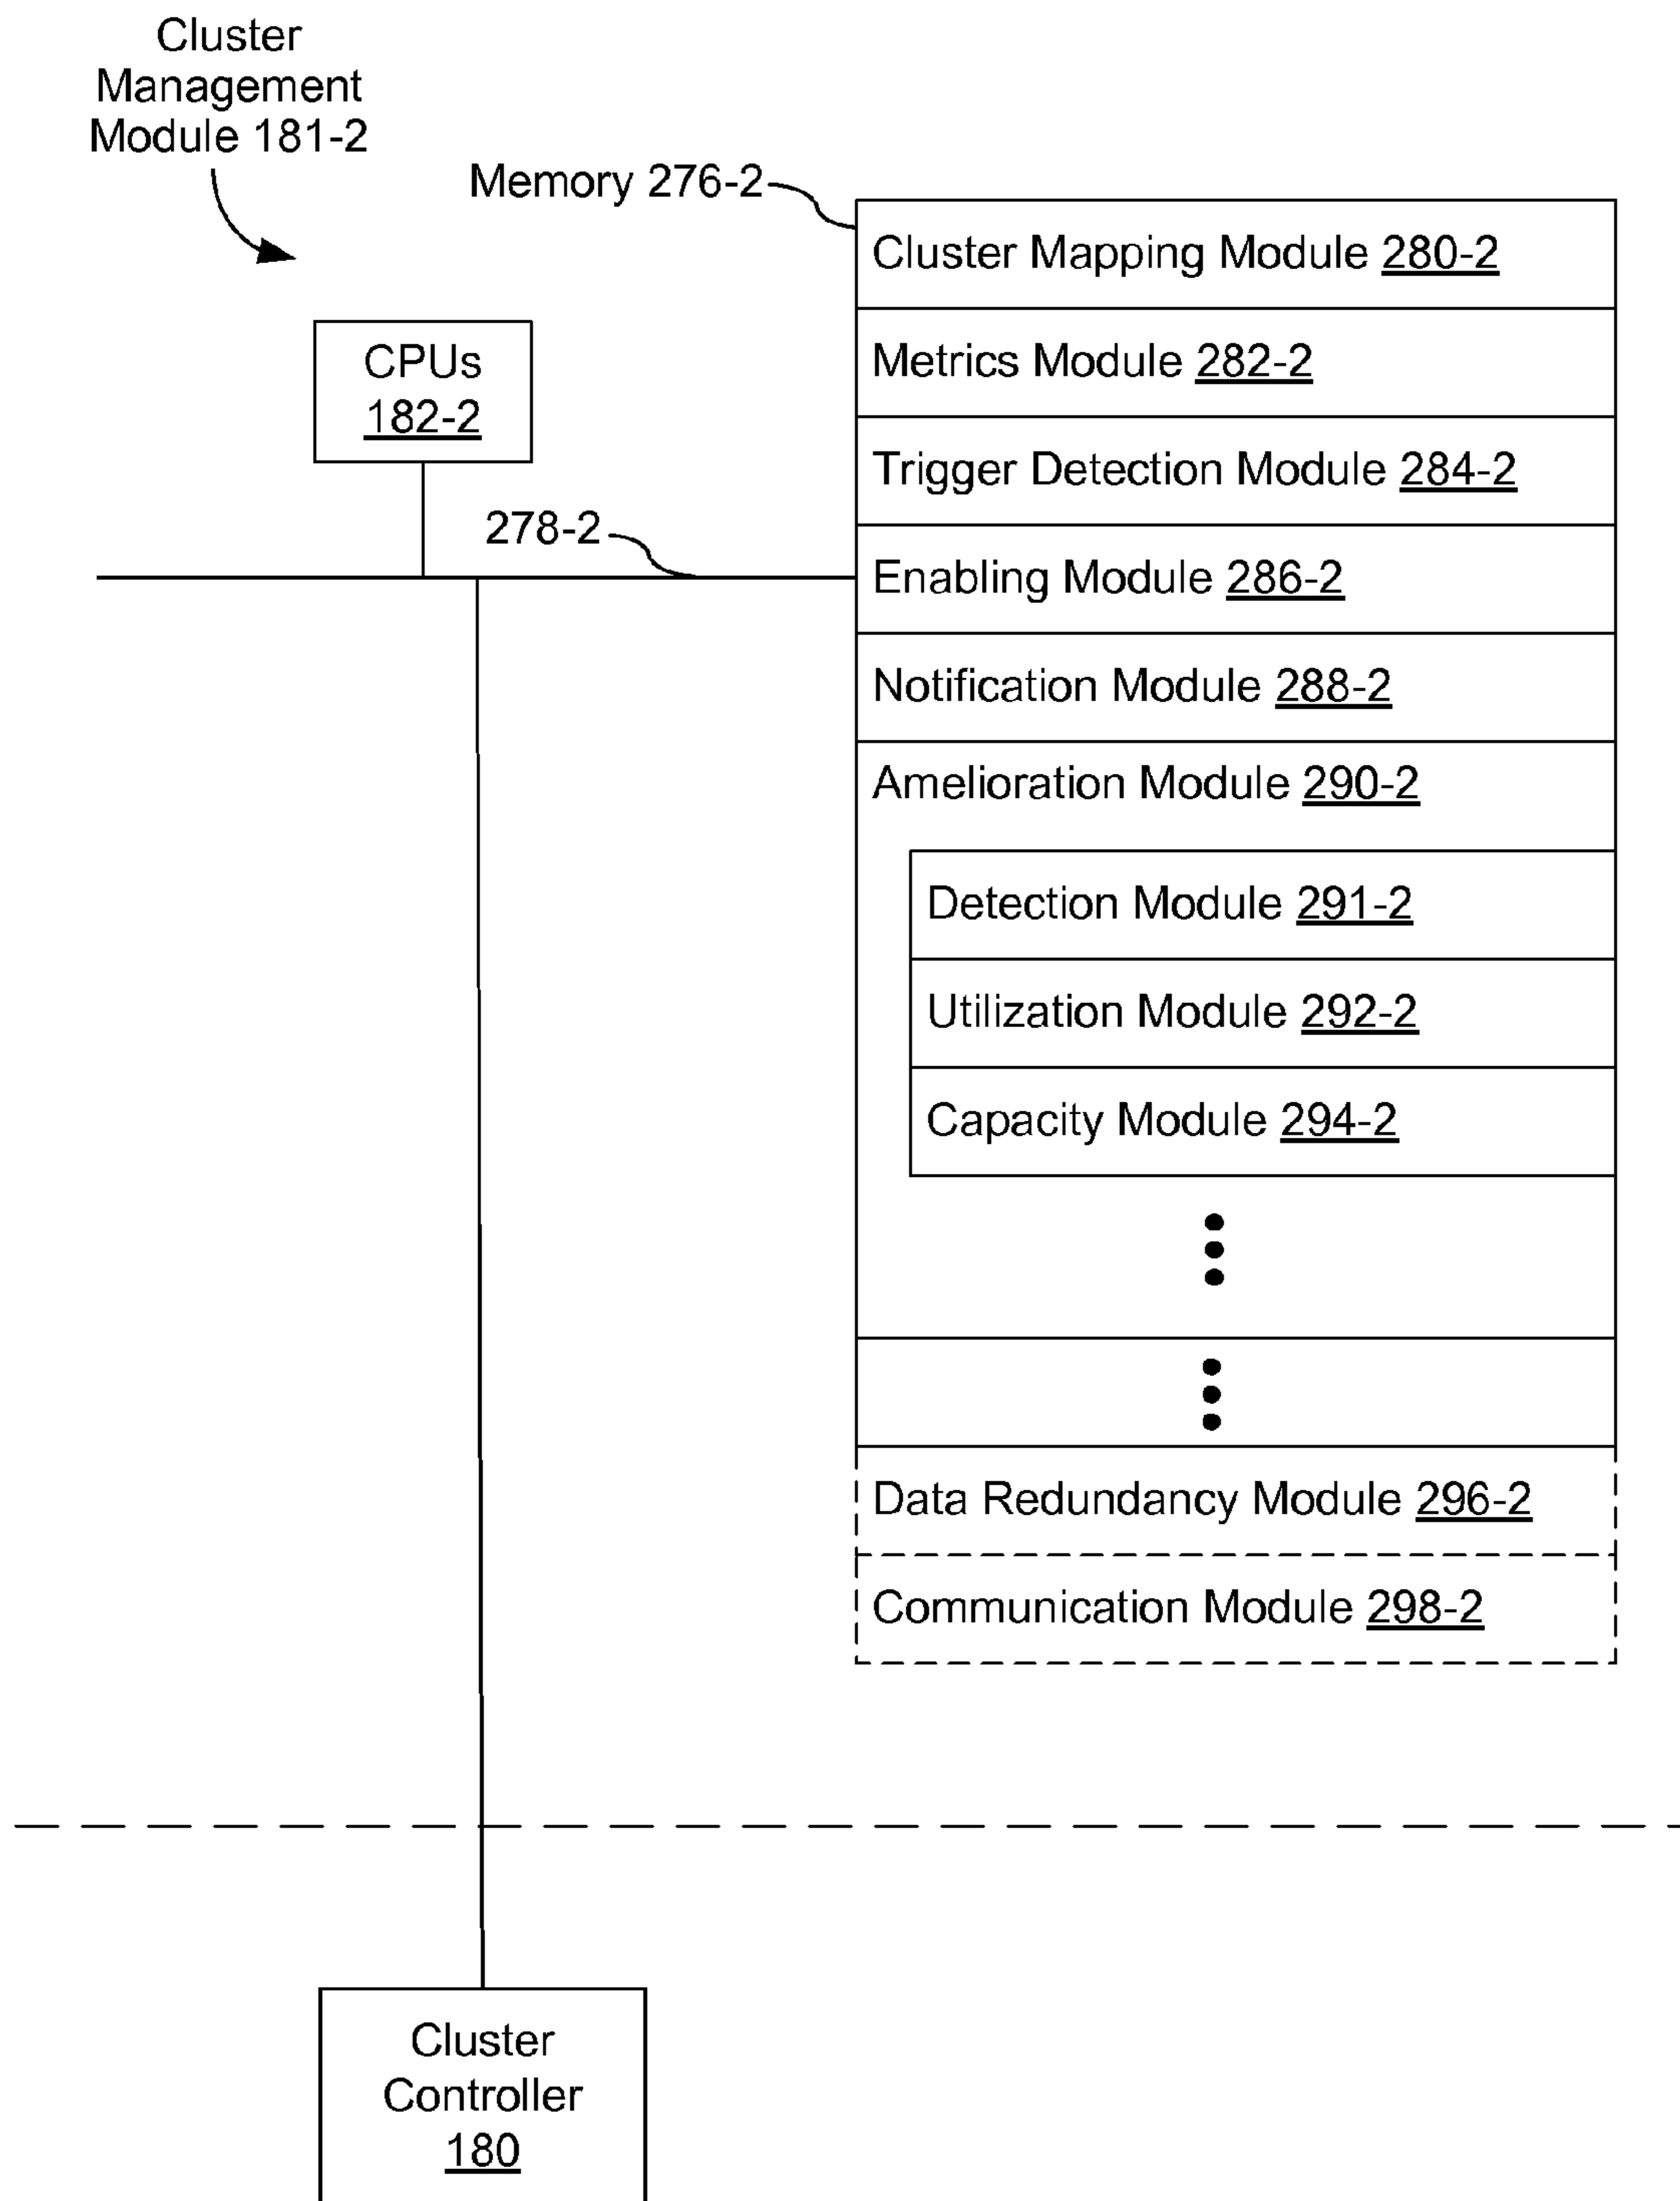 Cluster
Management
Module 181-2
Memory 276-2
Cluster Mapping Module 280-2
CPUs
182-2
Metrics Module 282-2
Trigger Detection Module 284-2
278-2
Enabling Module 286-2
Notification Module 288-2
Amelioration Module 290-2
Detection Module 291-2
Utilization Module 292-2
Capacity Module 294-2
Data Redundancy Module 296-2
Communication Module 298-2
Cluster
Controller
180